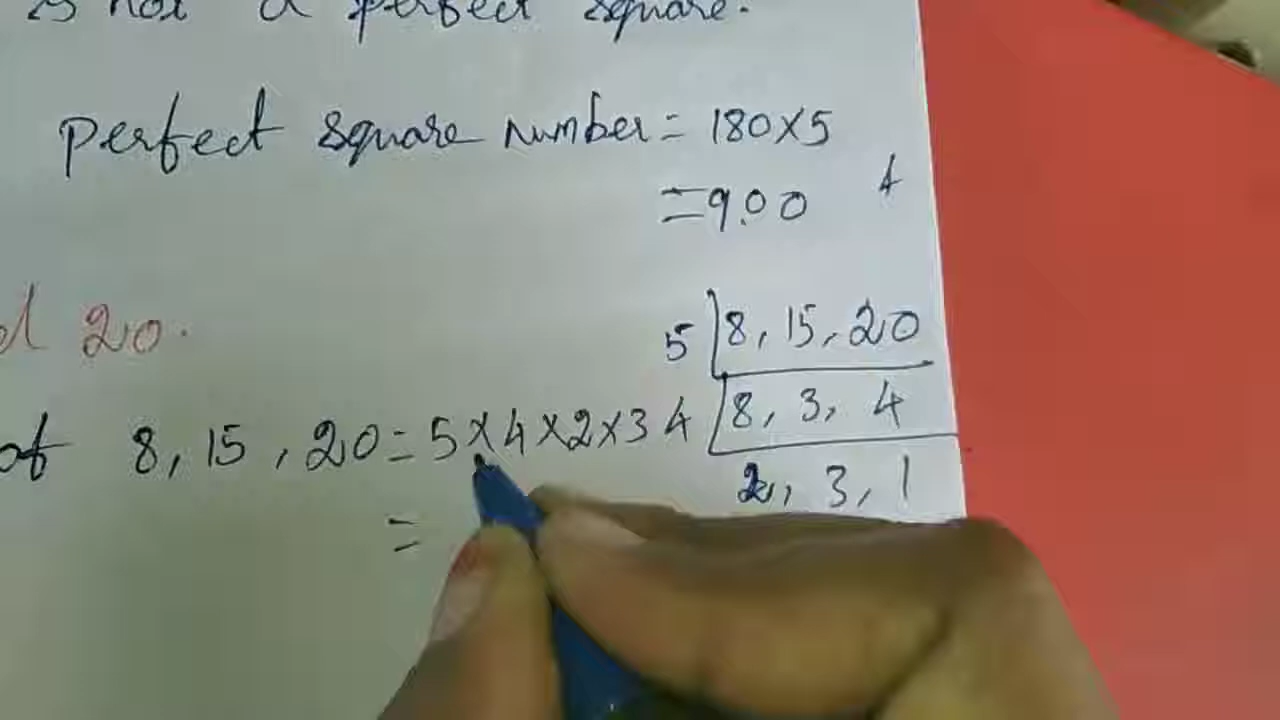 is not a perfect square.
perfect square number = 180×5
=900
5 8, 15, 20
20.
of 8, 15, 20 = 5×4×2×3
4 8, 3, 4
2, 3, 1
=